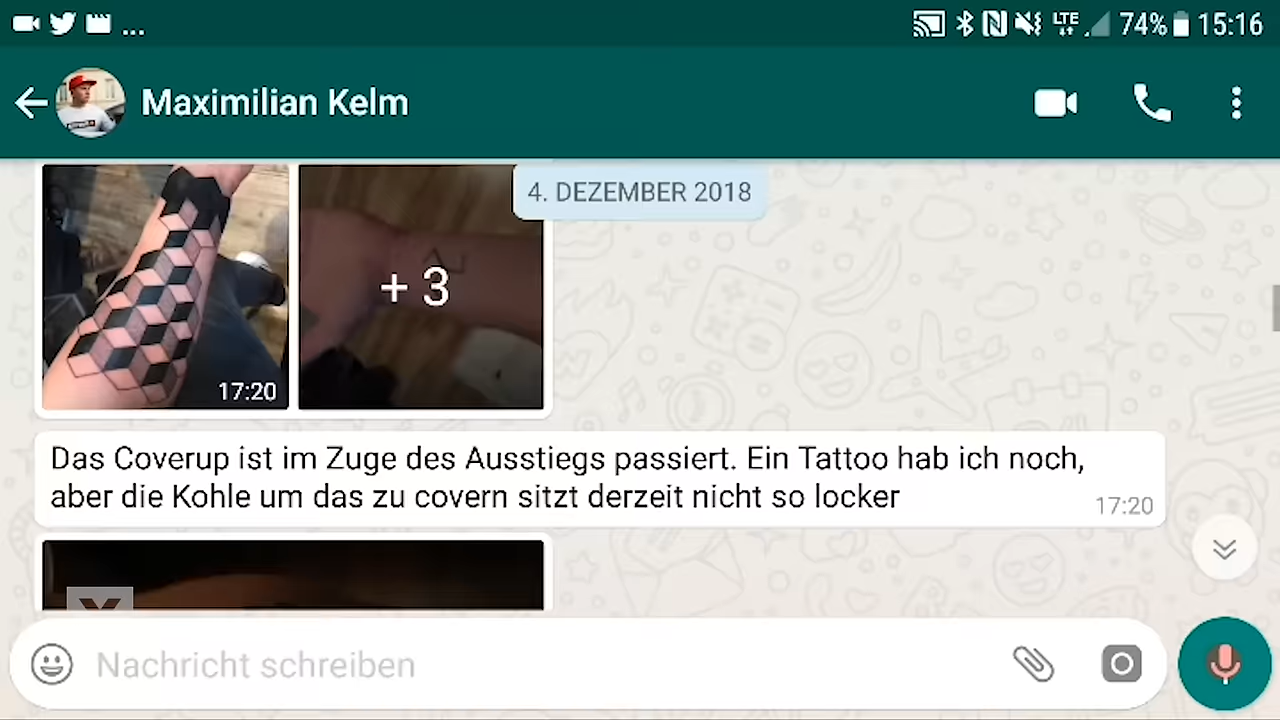 ... LTE 74% 15:16
Maximilian Kelm
4. DEZEMBER 2018
+ 3
17:20
Das Coverup ist im Zuge des Ausstiegs passiert. Ein Tattoo hab ich noch,
aber die Kohle um das zu covern sitzt derzeit nicht so locker
17:20
Nachricht schreiben